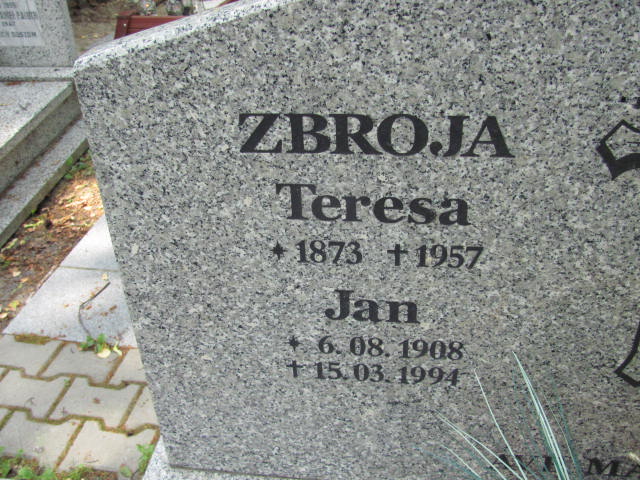 ZBROJA
Teresa
✦ 1873 ✝ 1957
Jan
✦ 6.08.1908
✝ 15.03.1994